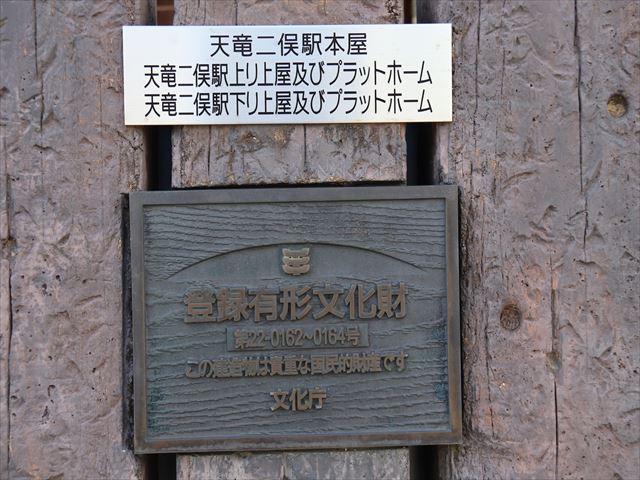 天竜二俣駅本屋
天竜二俣駅上り上屋及びプラットホーム
天竜二俣駅下り上屋及びプラットホーム
登録有形文化財
第22-0162~0164号
この建造物は貴重な国民的財産です
文化庁